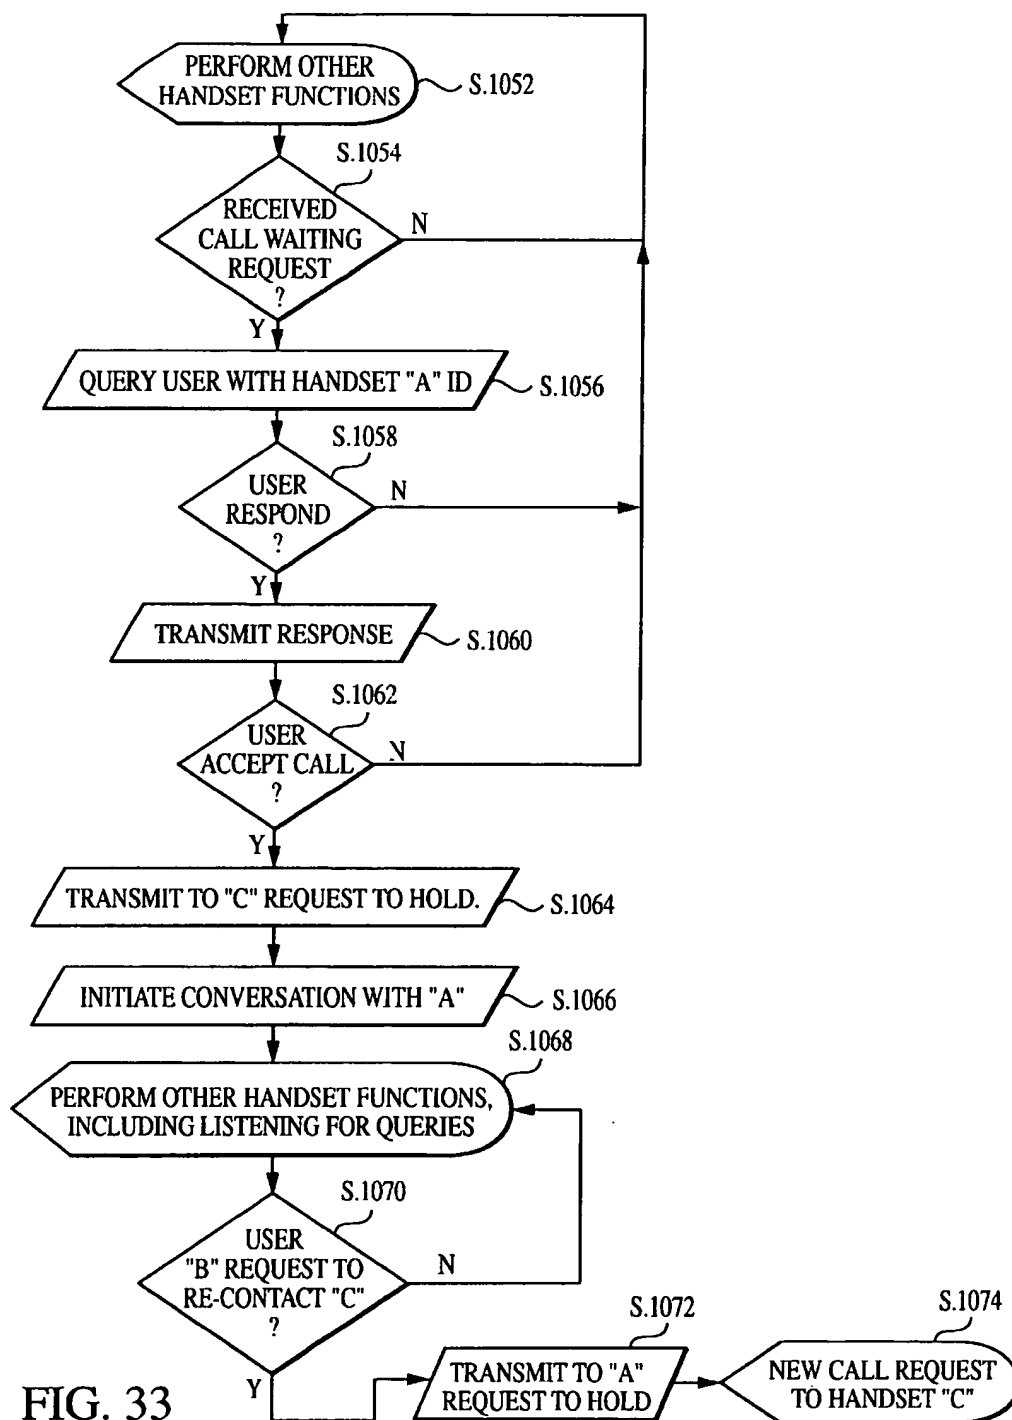 PERFORM OTHER
HANDSET FUNCTIONS
S.1052
S.1054
RECEIVED
CALL WAITING
REQUEST
?
N
Y
QUERY USER WITH HANDSET "A" ID
S.1056
S.1058
USER
RESPOND
?
N
Y
TRANSMIT RESPONSE
S.1060
S.1062
USER
ACCEPT CALL
?
N
Y
TRANSMIT TO "C" REQUEST TO HOLD.
S.1064
INITIATE CONVERSATION WITH "A"
S.1066
S.1068
PERFORM OTHER HANDSET FUNCTIONS,
INCLUDING LISTENING FOR QUERIES
S.1070
USER
"B" REQUEST TO
RE-CONTACT "C"
?
N
Y
S.1072
TRANSMIT TO "A"
REQUEST TO HOLD
S.1074
NEW CALL REQUEST
TO HANDSET "C"
FIG. 33